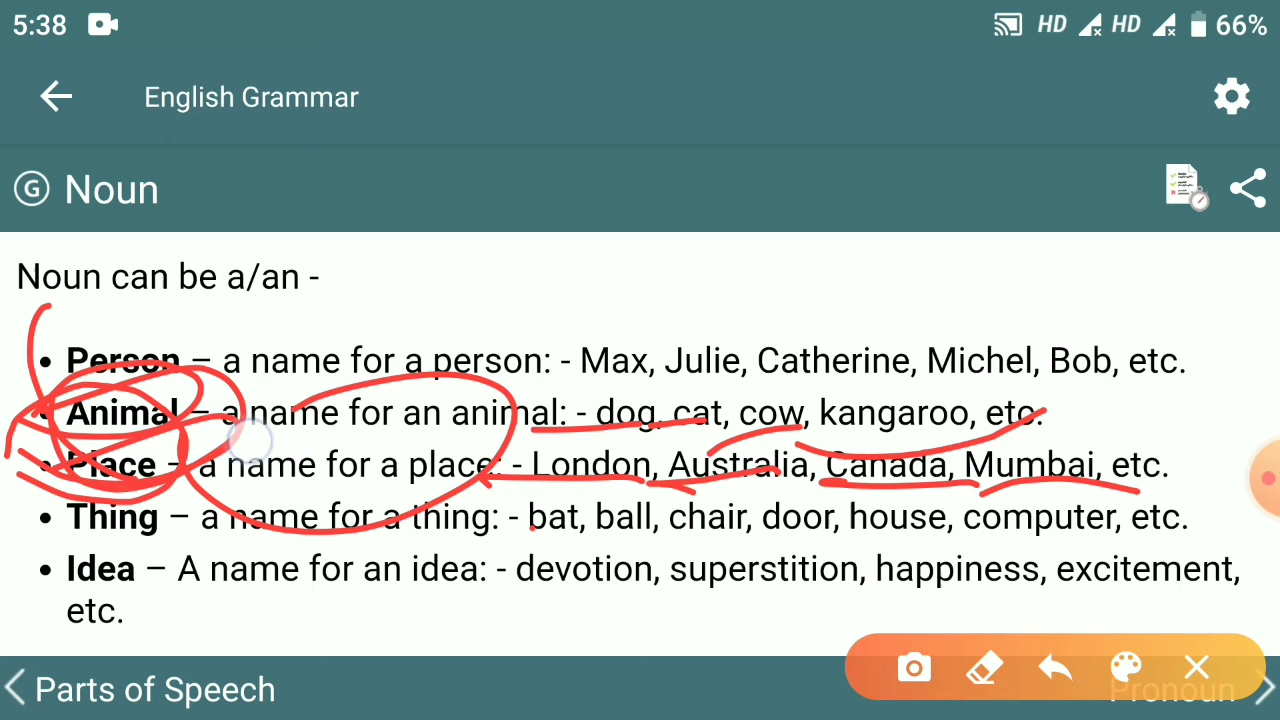 5:38 HD HD 66%
English Grammar
G Noun
Noun can be a/an -
• Person – a name for a person: - Max, Julie, Catherine, Michel, Bob, etc.
• Animal – a name for an animal: - dog, cat, cow, kangaroo, etc.
• Place – a name for a place: - London, Australia, Canada, Mumbai, etc.
• Thing – a name for a thing: - bat, ball, chair, door, house, computer, etc.
• Idea – A name for an idea: - devotion, superstition, happiness, excitement,
etc.
Parts of Speech Pronoun